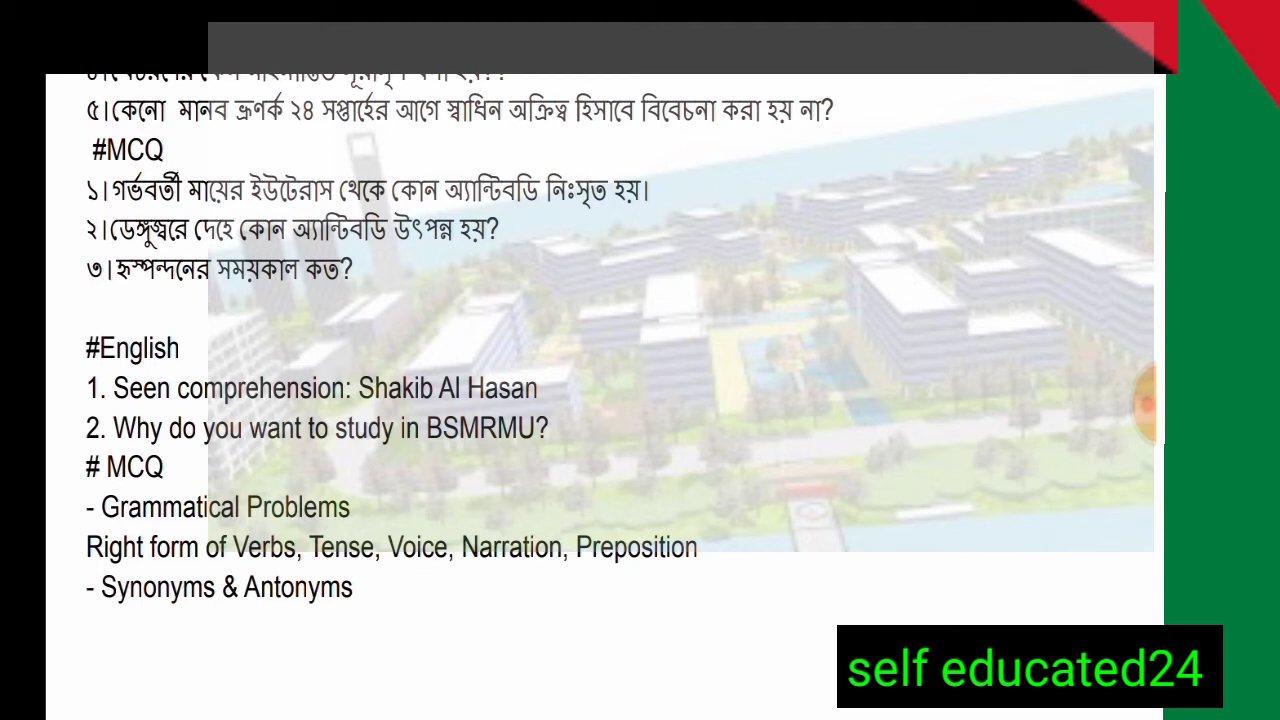 ৫।কেনো মানব ভ্রূণর্ক ২৪ সপ্তার্হের আগে স্বাধিন অক্রিত্ব হিসাবে বিবেচনা করা হয় না?
#MCQ
১।গর্ভবর্তী মায়ের ইউটেরাস থেকে কোন অ্যান্টিবডি নিঃসৃত হয়।
২।ডেঙ্গুজ্বরে দেহে কোন অ্যান্টিবডি উৎপন্ন হয়?
৩।হৃস্পন্দনের সময়কাল কত?
#English
1. Seen comprehension: Shakib Al Hasan
2. Why do you want to study in BSMRMU?
# MCQ
- Grammatical Problems
Right form of Verbs, Tense, Voice, Narration, Preposition
- Synonyms & Antonyms
self educated24